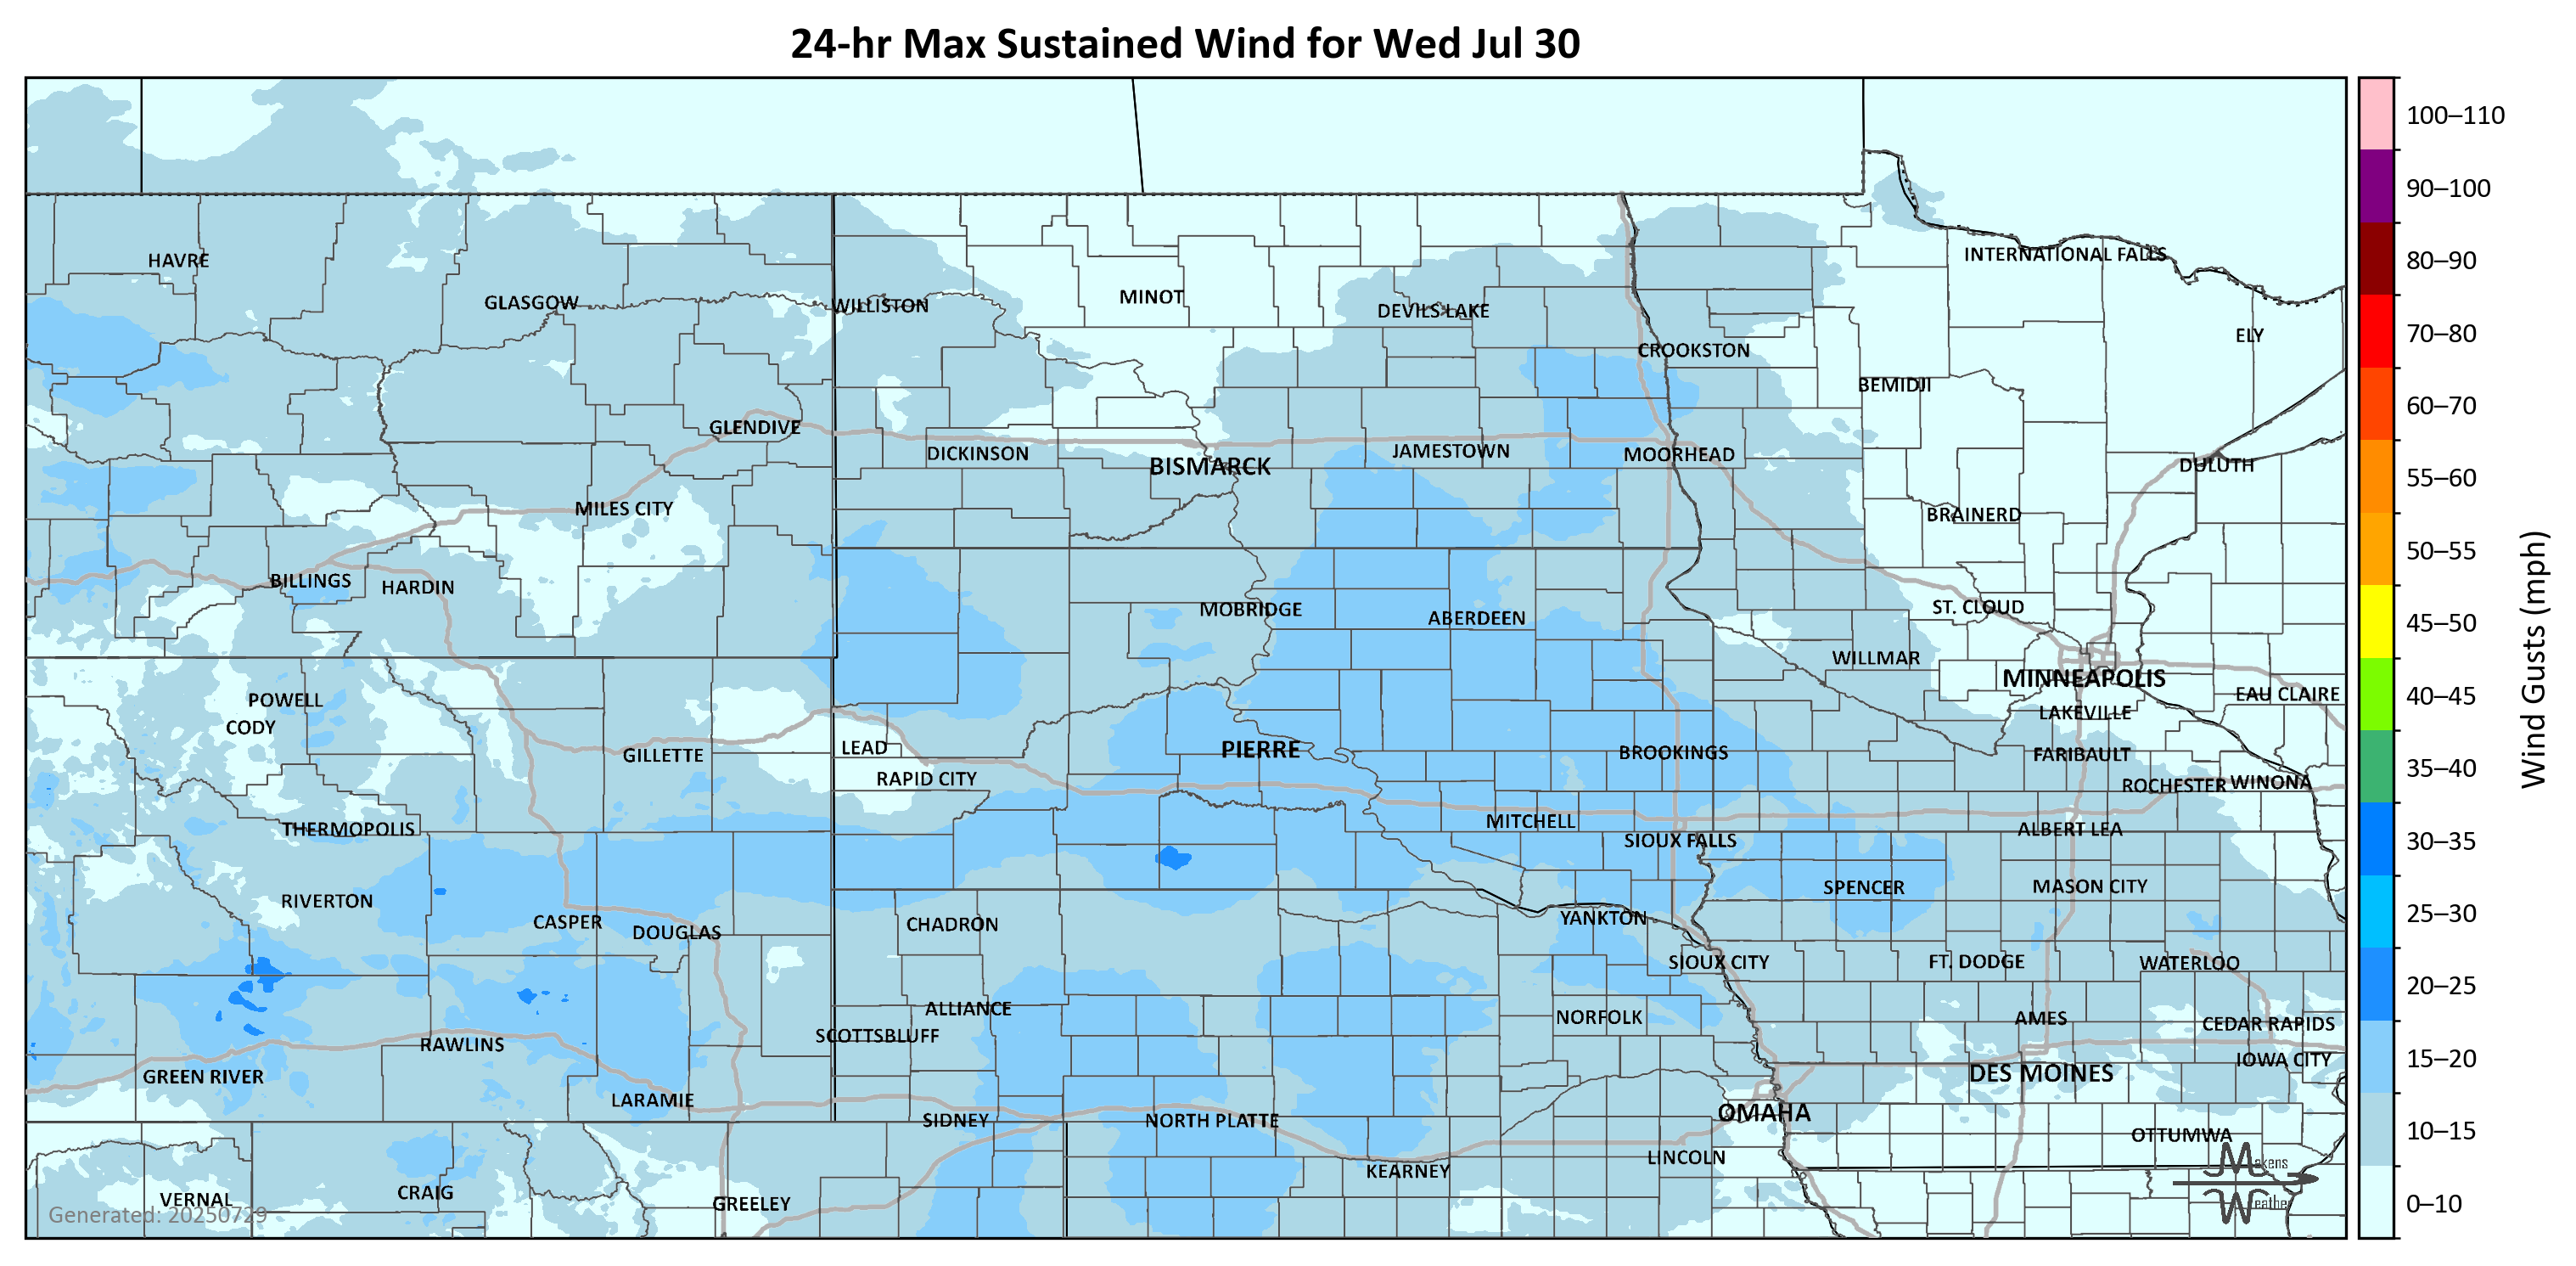 24-hr Max Sustained Wind for Wed Jul 30
100–110
90–100
80–90
70–80
60–70
55–60
50–55
45–50
40–45
35–40
30–35
25–30
20–25
15–20
10–15
0–10
Wind Gusts (mph)
HAVRE
GLASGOW
WILLISTON
MINOT
DEVILS LAKE
INTERNATIONAL FALLS
ELY
CROOKSTON
BEMIDJI
GLENDIVE
DICKINSON
BISMARCK
JAMESTOWN
MOORHEAD
DULUTH
MILES CITY
BRAINERD
BILLINGS
HARDIN
MOBRIDGE
ABERDEEN
ST. CLOUD
WILLMAR
MINNEAPOLIS
EAU CLAIRE
POWELL
CODY
LAKEVILLE
GILLETTE
LEAD
PIERRE
BROOKINGS
FARIBAULT
RAPID CITY
ROCHESTER
WINONA
THERMOPOLIS
MITCHELL
SIOUX FALLS
ALBERT LEA
RIVERTON
SPENCER
MASON CITY
CASPER
DOUGLAS
CHADRON
YANKTON
SIOUX CITY
FT. DODGE
WATERLOO
ALLIANCE
NORFOLK
AMES
CEDAR RAPIDS
SCOTTSBLUFF
RAWLINS
IOWA CITY
GREEN RIVER
DES MOINES
LARAMIE
SIDNEY
NORTH PLATTE
OMAHA
OTTUMWA
LINCOLN
KEARNEY
VERNAL
CRAIG
GREELEY
Generated: 20250729
Makens
Weather